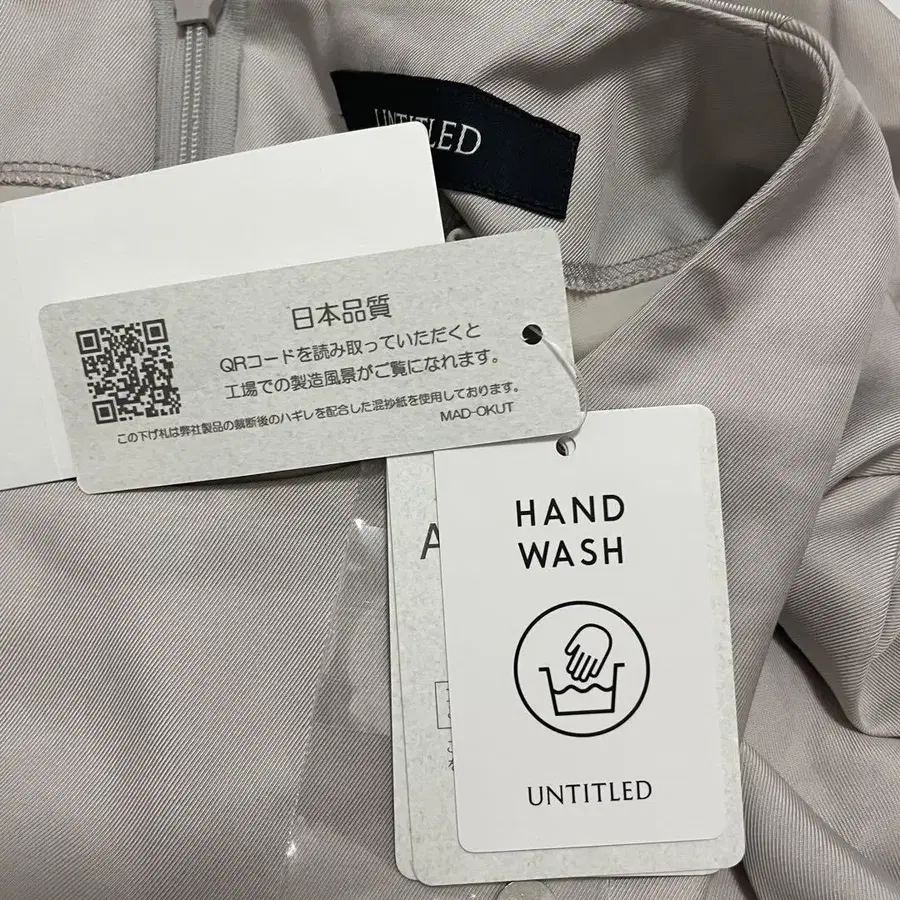 UNTITLED
日本品質
QRコードを読み取っていただくと
工場での製造風景がご覧になれます。
この下げ札は弊社製品の裁断後のハギレを配合した混抄紙を使用しております。
MAD-OKUT
A
HAND
WASH
UNTITLED